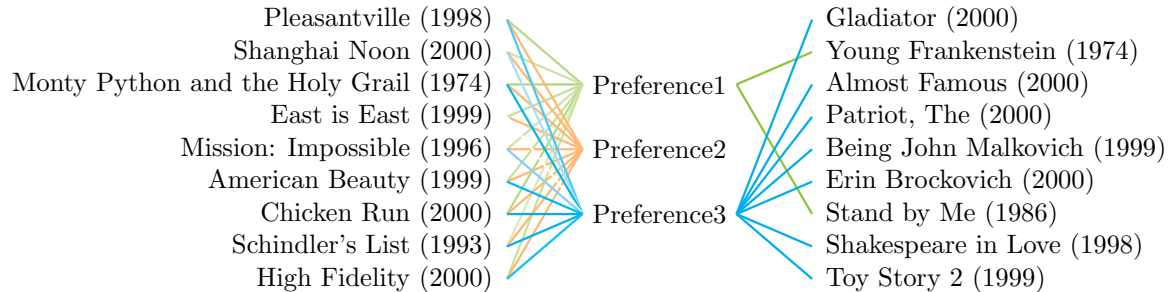 Pleasantville (1998)
Shanghai Noon (2000)
Monty Python and the Holy Grail (1974)
East is East (1999)
Mission: Impossible (1996)
American Beauty (1999)
Chicken Run (2000)
Schindler's List (1993)
High Fidelity (2000)
Preference1
Preference2
Preference3
Gladiator (2000)
Young Frankenstein (1974)
Almost Famous (2000)
Patriot, The (2000)
Being John Malkovich (1999)
Erin Brockovich (2000)
Stand by Me (1986)
Shakespeare in Love (1998)
Toy Story 2 (1999)